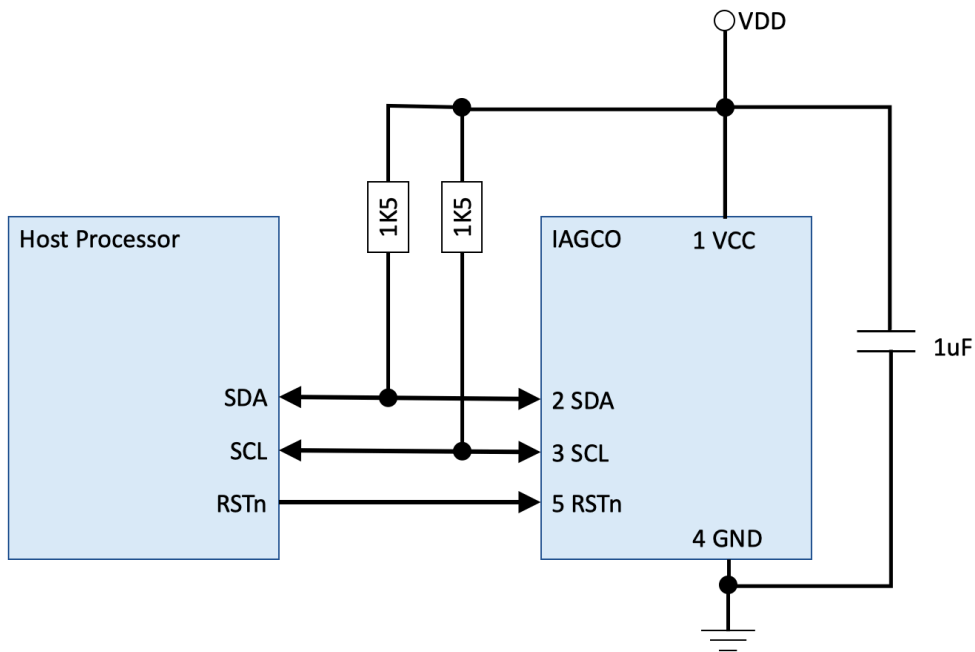 VDD
1K5
1K5
Host Processor
IAGCO
1 VCC
1uF
SDA
2 SDA
SCL
3 SCL
RSTn
5 RSTn
4 GND